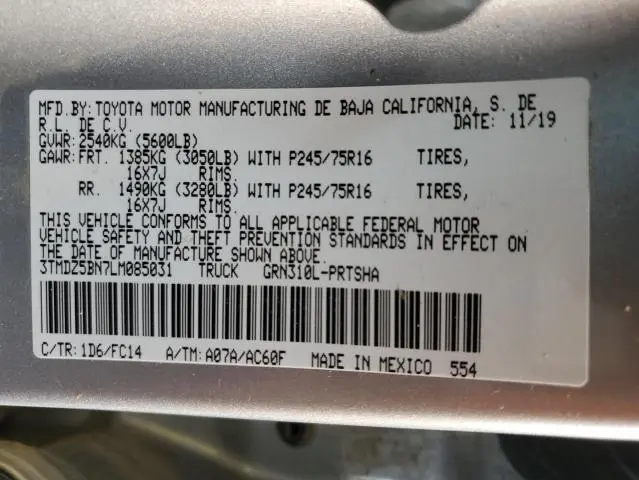 MFD.BY: TOYOTA MOTOR MANUFACTURING DE BAJA CALIFORNIA, S. DE
R.L. DE C.V. DATE: 11/19
GVWR: 2540KG (5600LB)
GAWR: FRT. 1385KG (3050LB) WITH P245/75R16 TIRES,
16X7J RIMS.
RR. 1490KG (3280LB) WITH P245/75R16 TIRES,
16X7J RIMS.
THIS VEHICLE CONFORMS TO ALL APPLICABLE FEDERAL MOTOR
VEHICLE SAFETY AND THEFT PREVENTION STANDARDS IN EFFECT ON
THE DATE OF MANUFACTURE SHOWN ABOVE.
3TMDZ5BN7LM085031 TRUCK GRN310L-PRTSHA
C/TR: 1D6/FC14 A/TM: A07A/AC60F MADE IN MEXICO 554